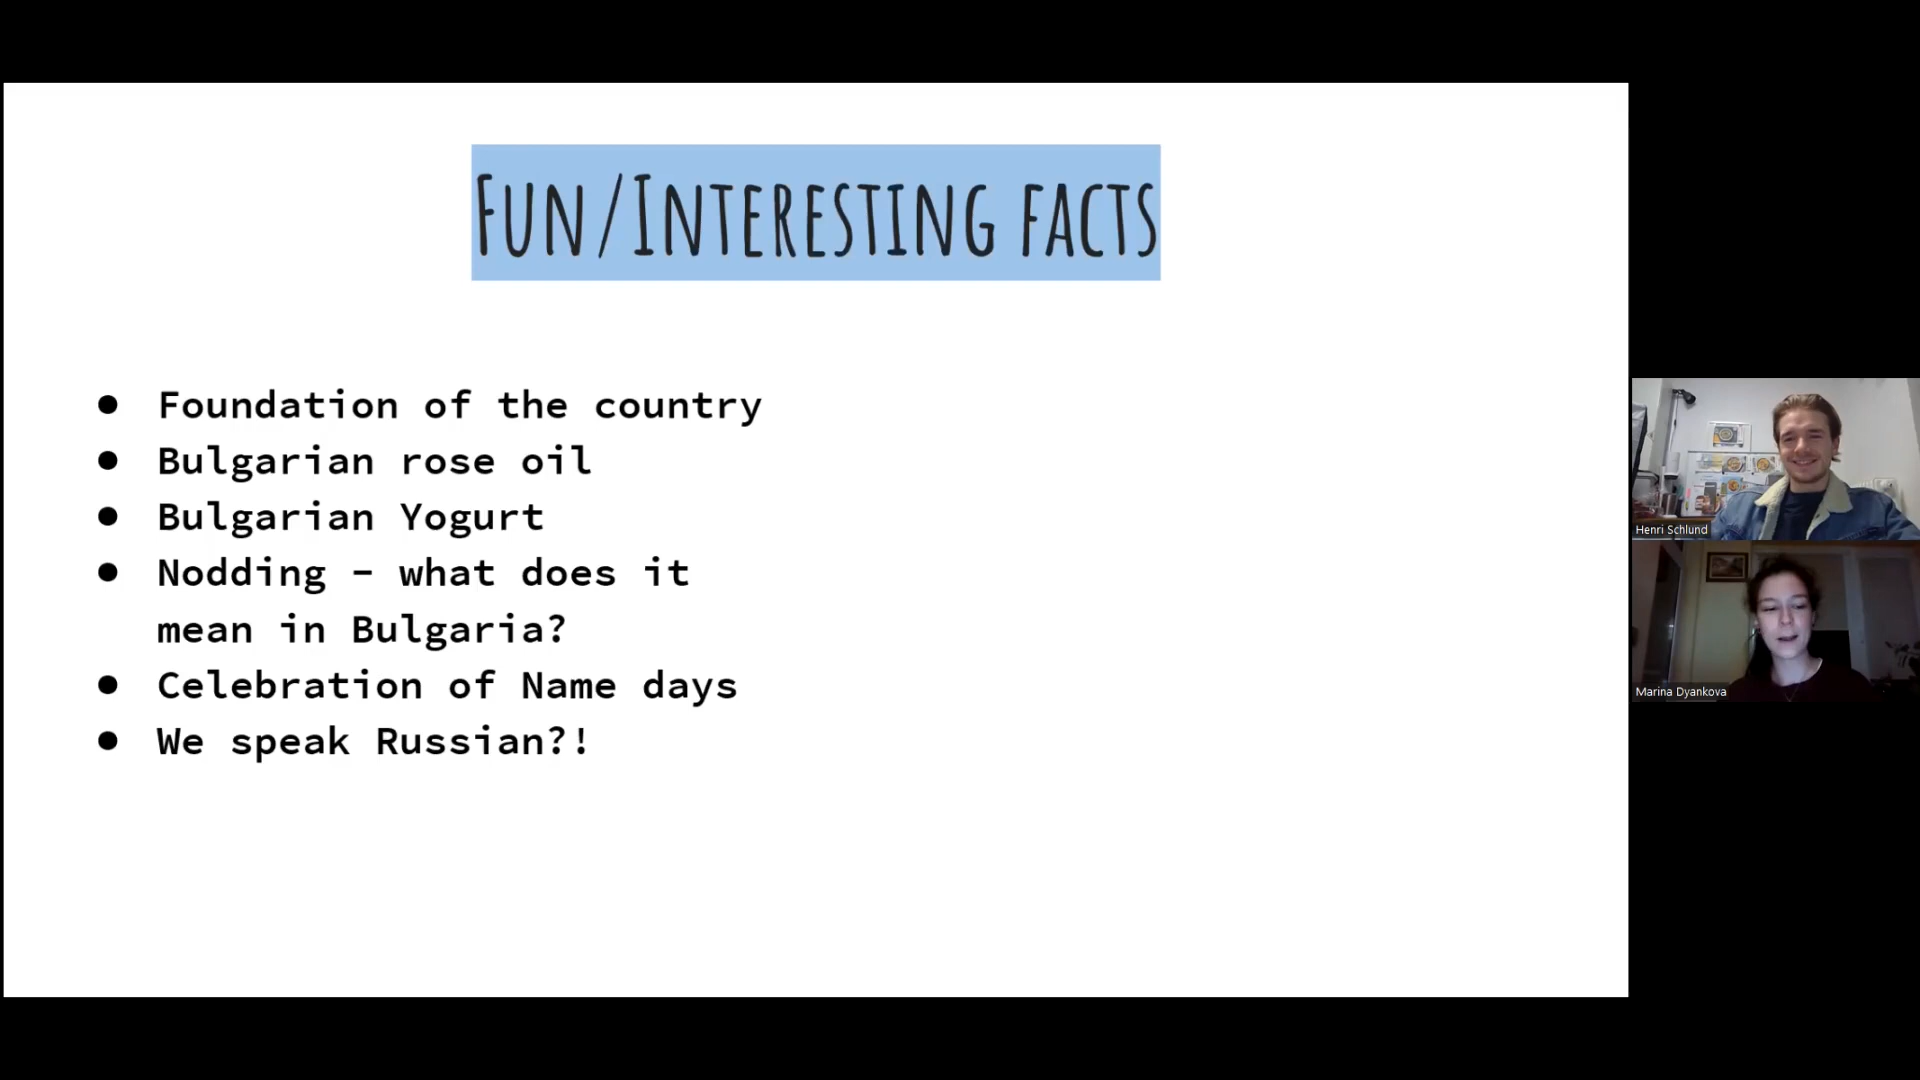 Fun/Interesting facts
● Foundation of the country
● Bulgarian rose oil
● Bulgarian Yogurt
● Nodding - what does it
mean in Bulgaria?
● Celebration of Name days
● We speak Russian?!
Henri Schlund
Marina Dyankova